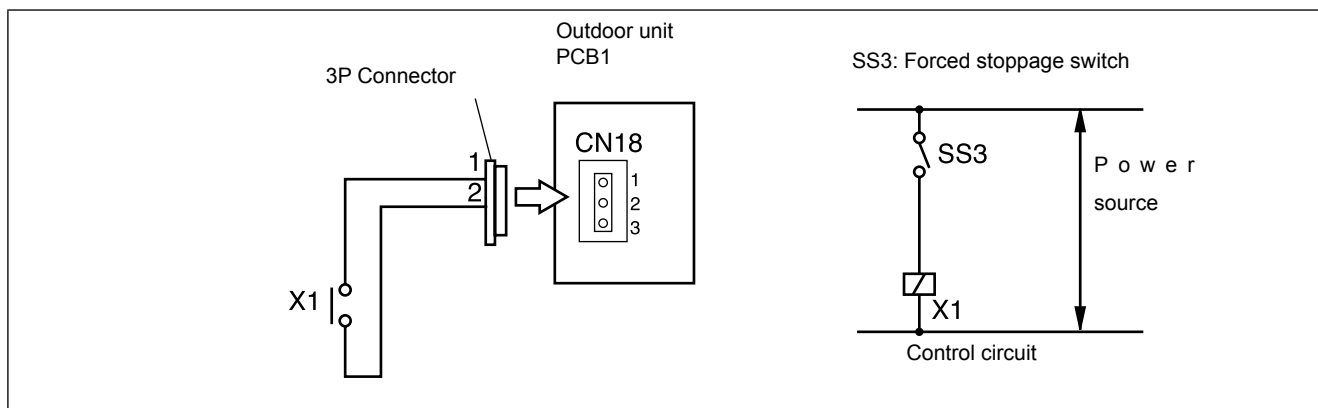 Outdoor unit
PCB1
3P Connector
SS3: Forced stoppage switch
CN18
1
2
1
2
3
X1
SS3
Power
source
X1
Control circuit